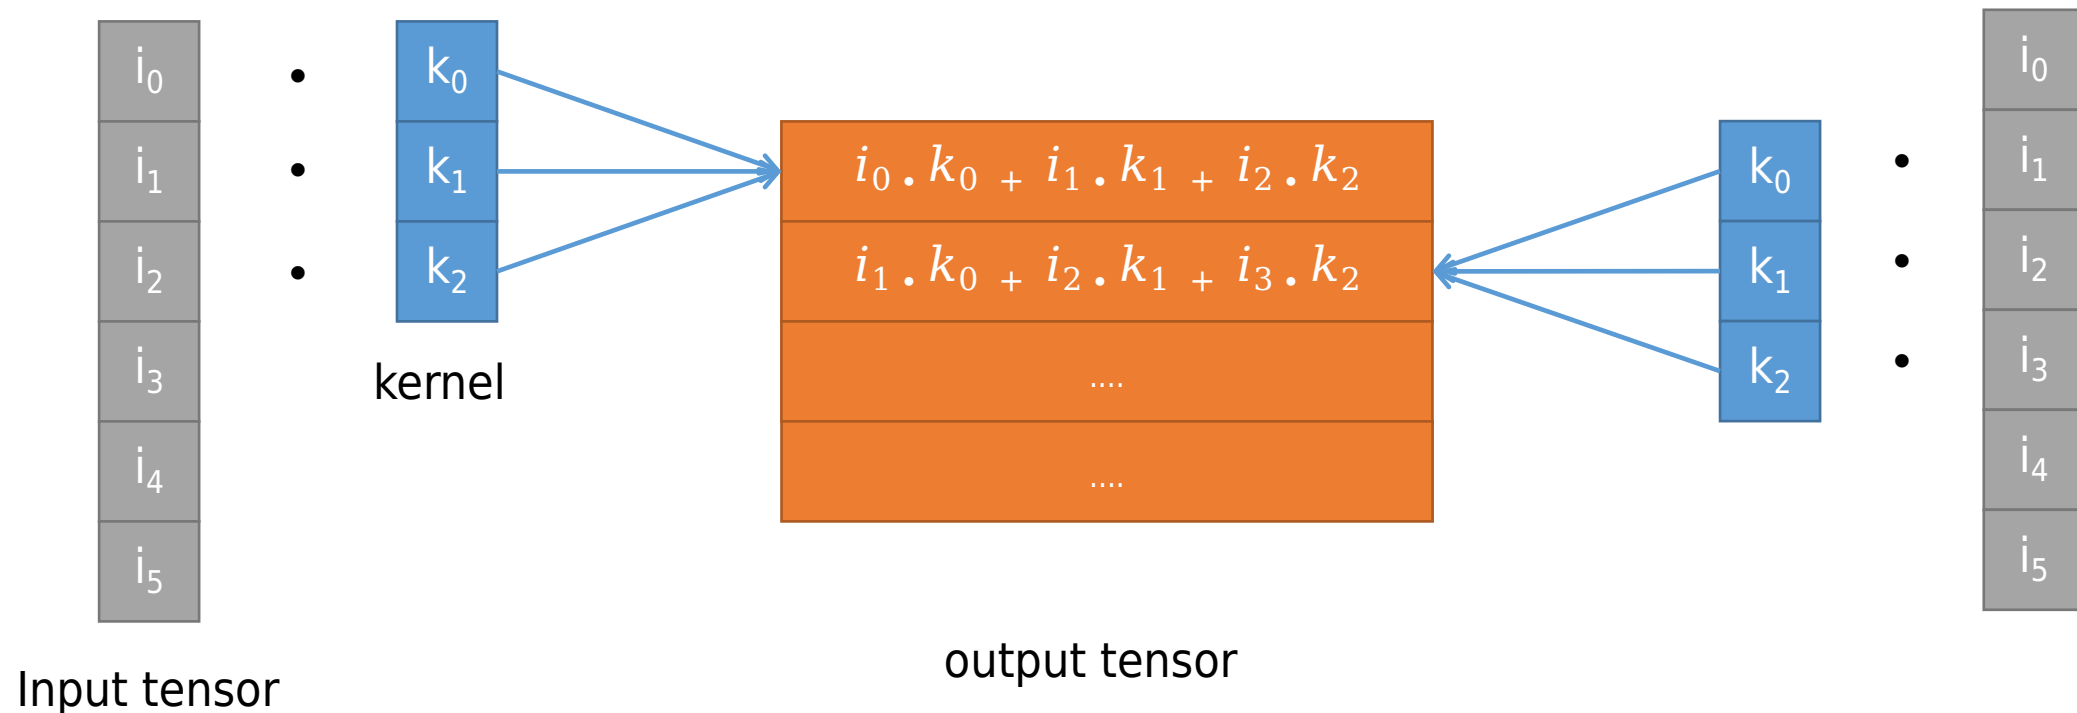 i₀
i₁
i₂
i₃
i₄
i₅
Input tensor
k₀
k₁
k₂
kernel
i₀ . k₀ + i₁ . k₁ + i₂ . k₂
i₁ . k₀ + i₂ . k₁ + i₃ . k₂
....
....
output tensor
k₀
k₁
k₂
i₀
i₁
i₂
i₃
i₄
i₅